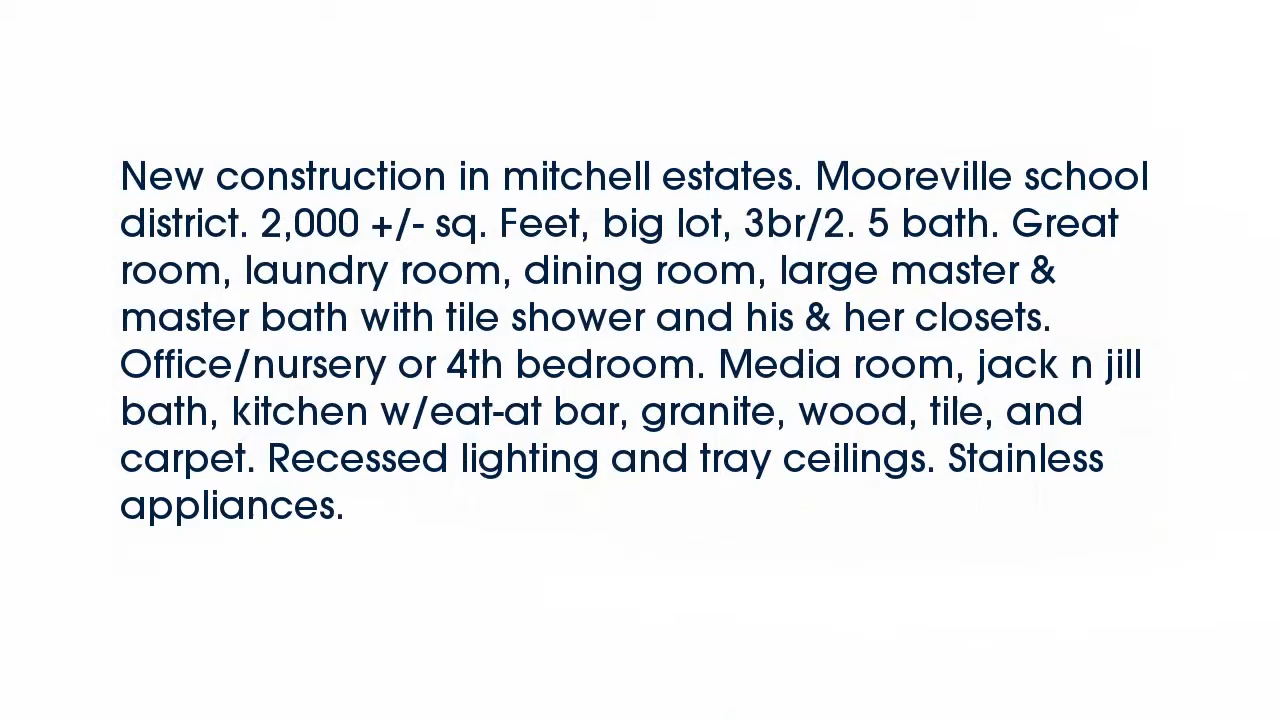 New construction in mitchell estates. Mooreville school
district. 2,000 +/- sq. Feet, big lot, 3br/2. 5 bath. Great
room, laundry room, dining room, large master &
master bath with tile shower and his & her closets.
Office/nursery or 4th bedroom. Media room, jack n jill
bath, kitchen w/eat-at bar, granite, wood, tile, and
carpet. Recessed lighting and tray ceilings. Stainless
appliances.